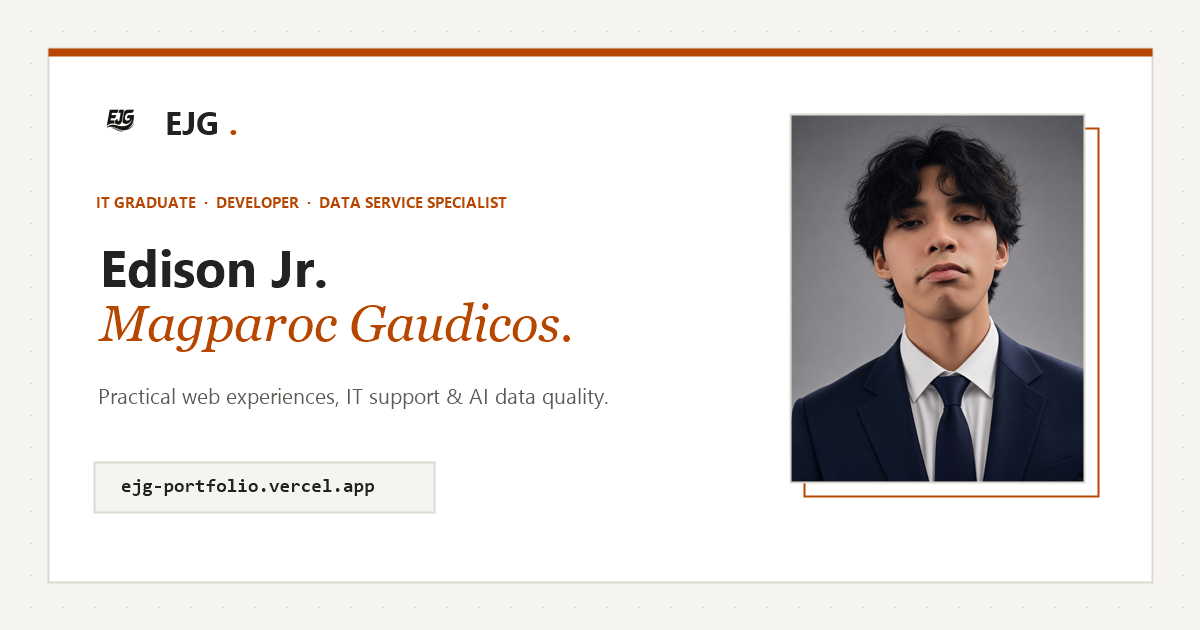 EJG EJG .
IT GRADUATE · DEVELOPER · DATA SERVICE SPECIALIST
Edison Jr.
Magparoc Gaudicos.
Practical web experiences, IT support & AI data quality.
ejg-portfolio.vercel.app